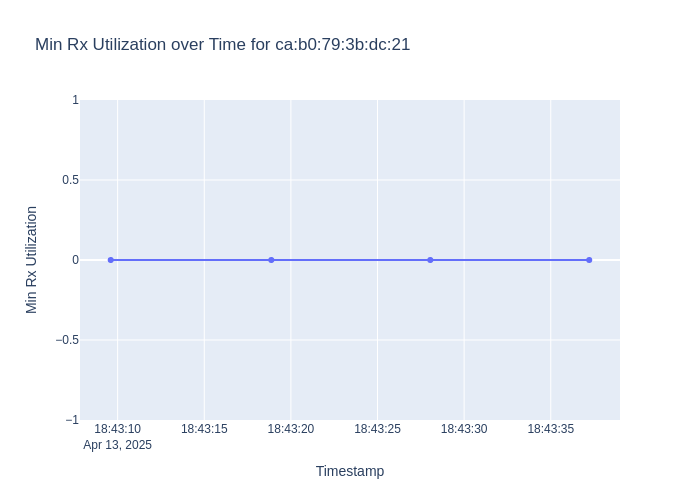 Min Rx Utilization over Time for ca:b0:79:3b:dc:21
1
0.5
0
−0.5
−1
Min Rx Utilization
18:43:10 18:43:15 18:43:20 18:43:25 18:43:30 18:43:35
Apr 13, 2025
Timestamp